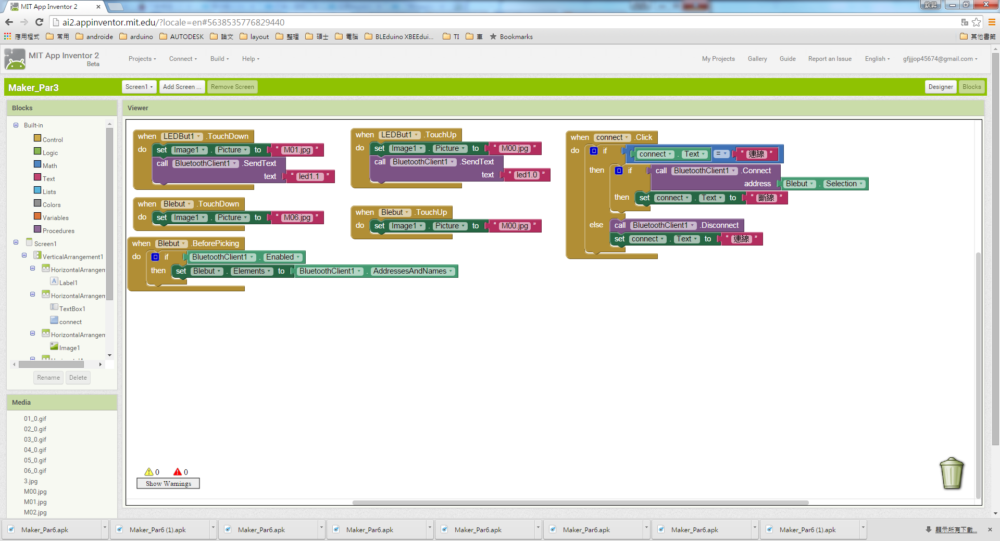 MIT App Inventor 2
欽昇
ai2.appinventor.mit.edu/?locale=en#5638535776829440
應用程式 常用 androide arduino AUTODESK 論文 layout 整理 碩士 電腦 BLEduino XBEEdui... TI 車 Bookmarks 其他書籤
MIT App Inventor 2
Beta
Projects Connect Build Help My Projects Gallery Guide Report an Issue English gfjjjop45674@gmail.com
Maker_Par3 Screen1 Add Screen ... Remove Screen Designer Blocks
Blocks
Built-in
Control
Logic
Math
Text
Lists
Colors
Variables
Procedures
Screen1
VerticalArrangement1
HorizontalArrangem
Label1
HorizontalArrangem
TextBox1
connect
HorizontalArrangem
Image1
Rename Delete
Media
01_0.gif
02_0.gif
03_0.gif
04_0.gif
05_0.gif
06_0.gif
3.jpg
M00.jpg
M01.jpg
M02.jpg
Viewer
when LEDBut1 .TouchDown
do set Image1 . Picture to “ M01.jpg ”
call BluetoothClient1 .SendText
text “ led1.1 ”
when Blebut .TouchDown
do set Image1 . Picture to “ M06.jpg ”
when Blebut .BeforePicking
do if BluetoothClient1 . Enabled
then set Blebut . Elements to BluetoothClient1 . AddressesAndNames
when LEDBut1 .TouchUp
do set Image1 . Picture to “ M00.jpg ”
call BluetoothClient1 .SendText
text “ led1.0 ”
when Blebut .TouchUp
do set Image1 . Picture to “ M00.jpg ”
when connect .Click
do if connect . Text = “ 連線 ”
then if call BluetoothClient1 .Connect
address Blebut . Selection
then set connect . Text to “ 斷線 ”
else call BluetoothClient1 .Disconnect
set connect . Text to “ 連線 ”
0 0
Show Warnings
Maker_Par6.apk Maker_Par6 (1).apk Maker_Par6.apk Maker_Par6.apk Maker_Par6.apk Maker_Par6.apk Maker_Par6.apk Maker_Par6 (1).apk 顯示所有下載...